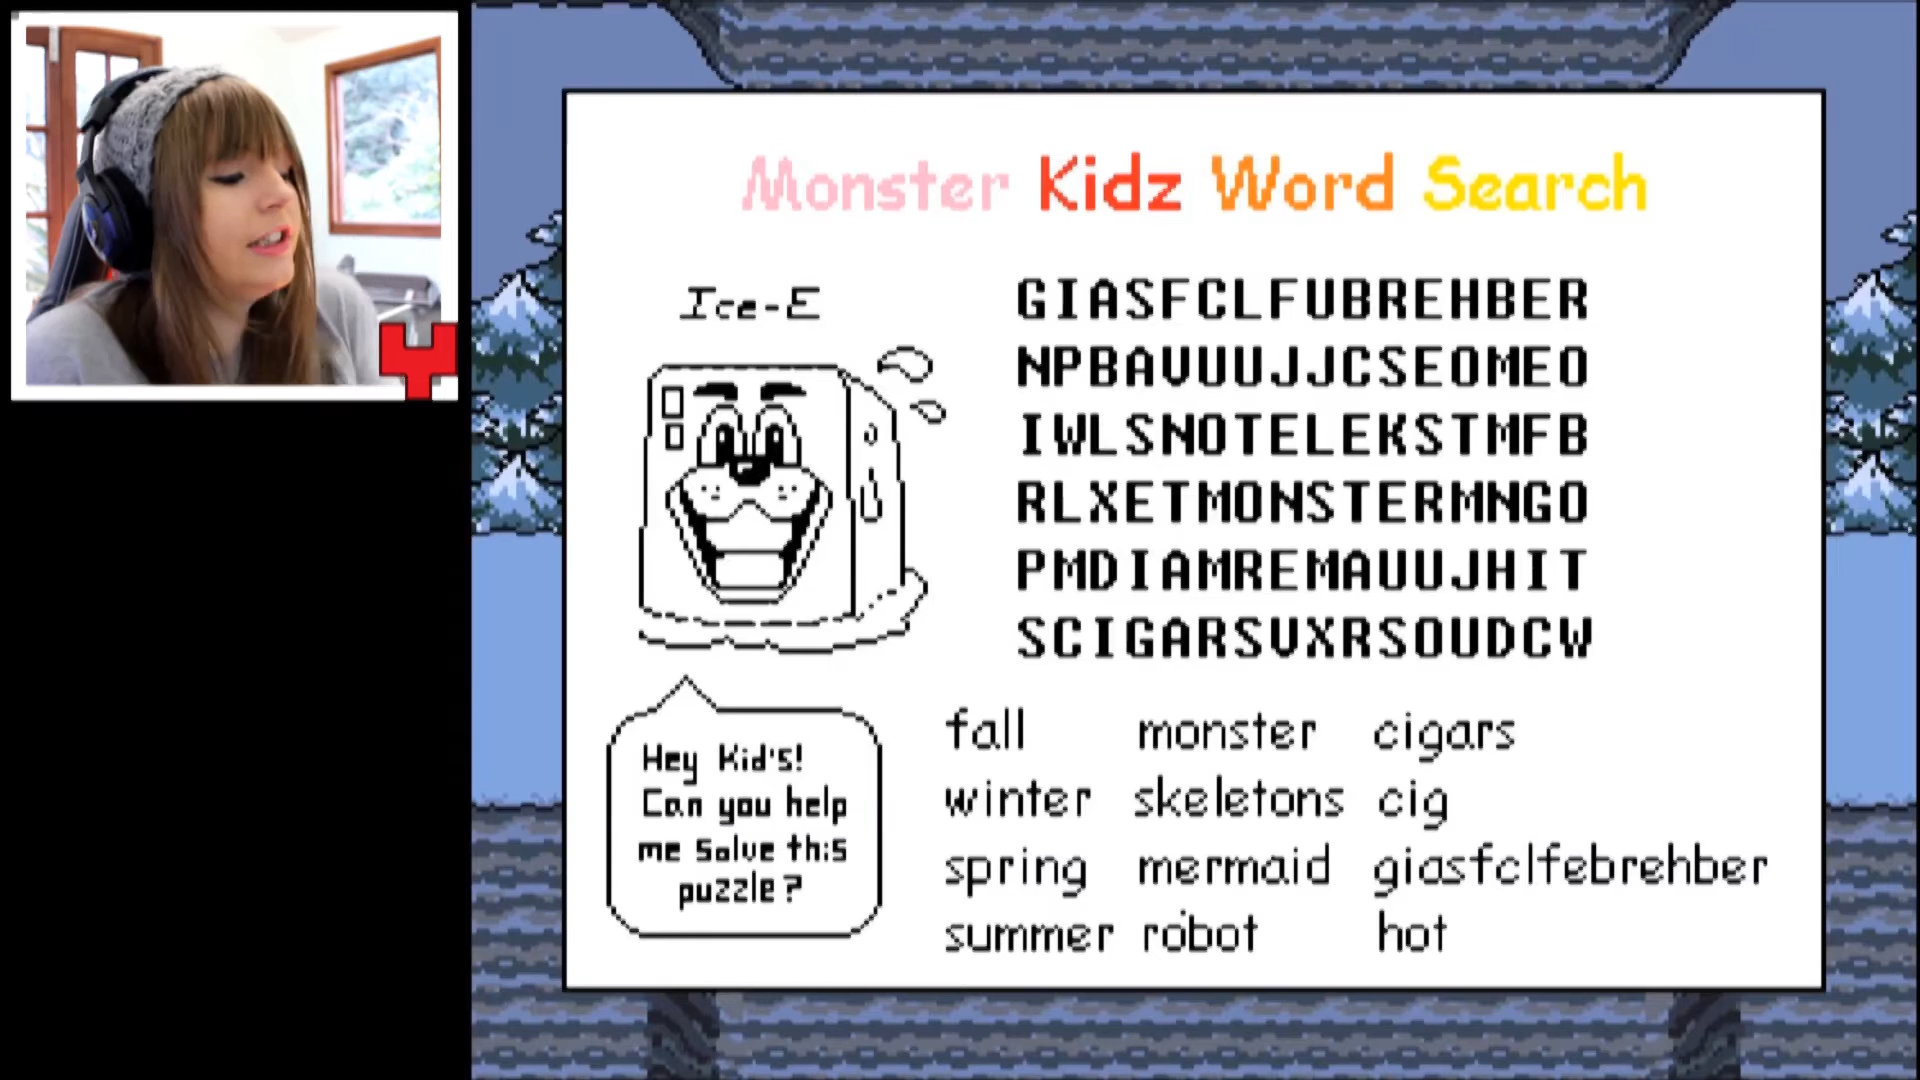 Monster Kidz Word Search
Ice-E
GIASFCLFUBREHBER
NPBAVUUJJCSEOMEO
IWLSNOTELEKSTMFB
RLXETMONSTERMNGO
PMDIAMREMAUUJHIT
SCIGARSVXRSOUDCW
Hey Kid's!
Can you help
me Solve this
puzzle?
fall monster cigars
winter skeletons cig
spring mermaid giasfclfebrehber
summer robot hot